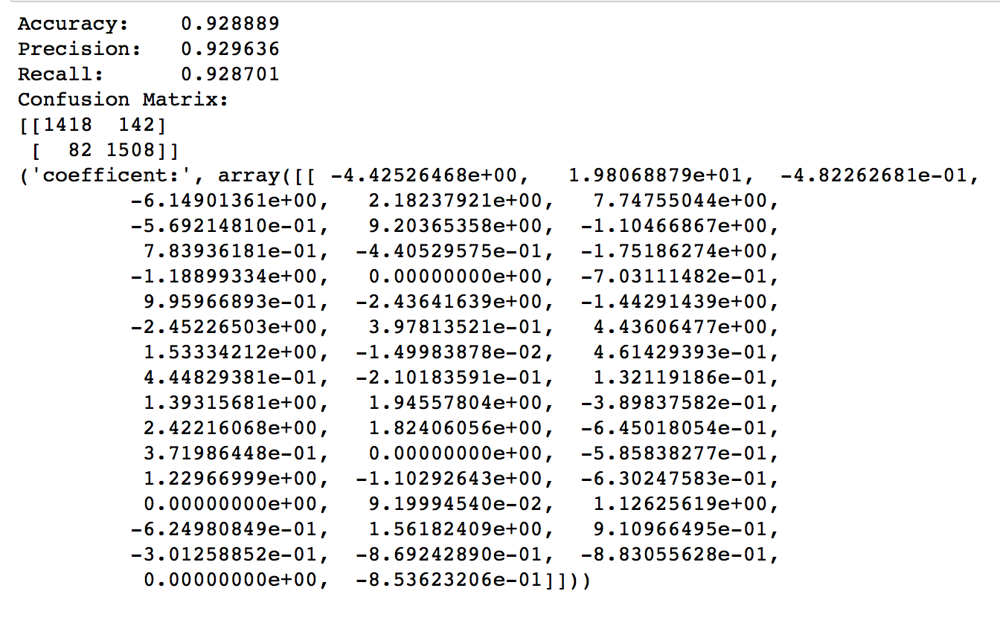 Accuracy:    0.928889
Precision:   0.929636
Recall:      0.928701
Confusion Matrix:
[[1418  142]
 [  82 1508]]
('coefficent:', array([[ -4.42526468e+00,   1.98068879e+01,  -4.82262681e-01,
         -6.14901361e+00,   2.18237921e+00,   7.74755044e+00,
         -5.69214810e-01,   9.20365358e+00,  -1.10466867e+00,
          7.83936181e-01,  -4.40529575e-01,  -1.75186274e+00,
         -1.18899334e+00,   0.00000000e+00,  -7.03111482e-01,
          9.95966893e-01,  -2.43641639e+00,  -1.44291439e+00,
         -2.45226503e+00,   3.97813521e-01,   4.43606477e+00,
          1.53334212e+00,  -1.49983878e-02,   4.61429393e-01,
          4.44829381e-01,  -2.10183591e-01,   1.32119186e-01,
          1.39315681e+00,   1.94557804e+00,  -3.89837582e-01,
          2.42216068e+00,   1.82406056e+00,  -6.45018054e-01,
          3.71986448e-01,   0.00000000e+00,  -5.85838277e-01,
          1.22966999e+00,  -1.10292643e+00,  -6.30247583e-01,
          0.00000000e+00,   9.19994540e-02,   1.12625619e+00,
         -6.24980849e-01,   1.56182409e+00,   9.10966495e-01,
         -3.01258852e-01,  -8.69242890e-01,  -8.83055628e-01,
          0.00000000e+00,  -8.53623206e-01]]))